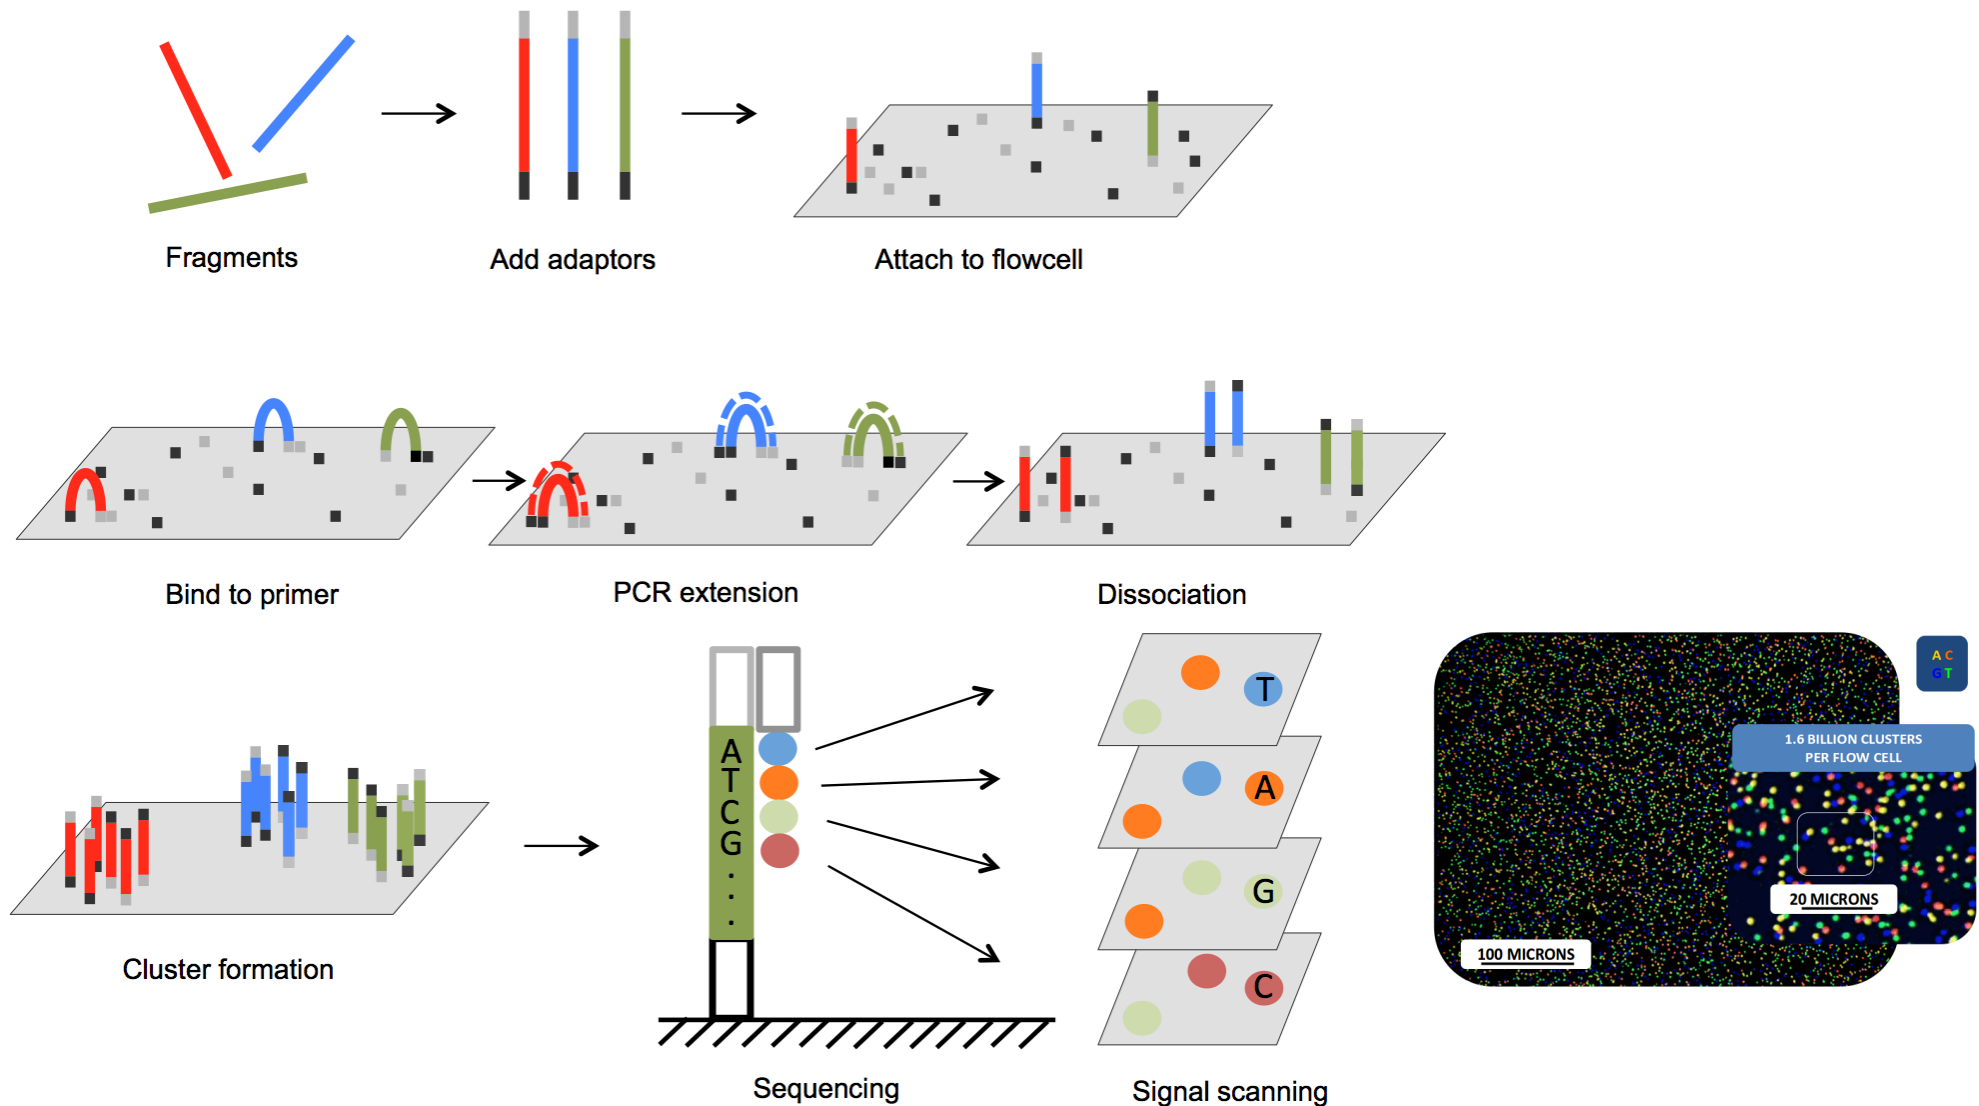 Fragments
Add adaptors
Attach to flowcell
Bind to primer
PCR extension
Dissociation
Cluster formation
A
T
C
G
.
.
.
Sequencing
T
A
G
C
Signal scanning
A C
G T
1.6 BILLION CLUSTERS
PER FLOW CELL
20 MICRONS
100 MICRONS